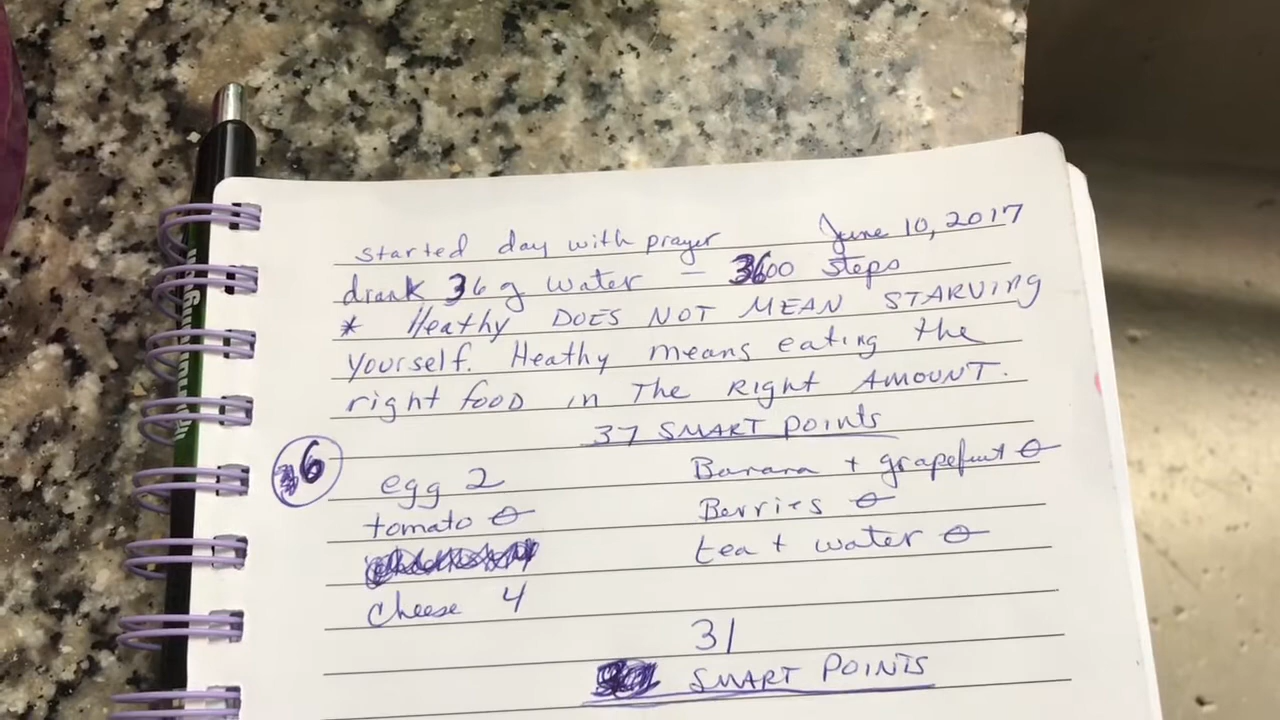 started day with prayer June 10, 2017
drank 36 g water - 3600 steps
* Heathy DOES NOT MEAN STARVING
yourself. Heathy means eating the
right FOOD in THE RIGHT AMOUNT.
37 SMART POINTS
6
egg 2 Banana + grapefruit 0
tomato 0 Berries 0
tea + water 0
Cheese 4
31
SMART POINTS